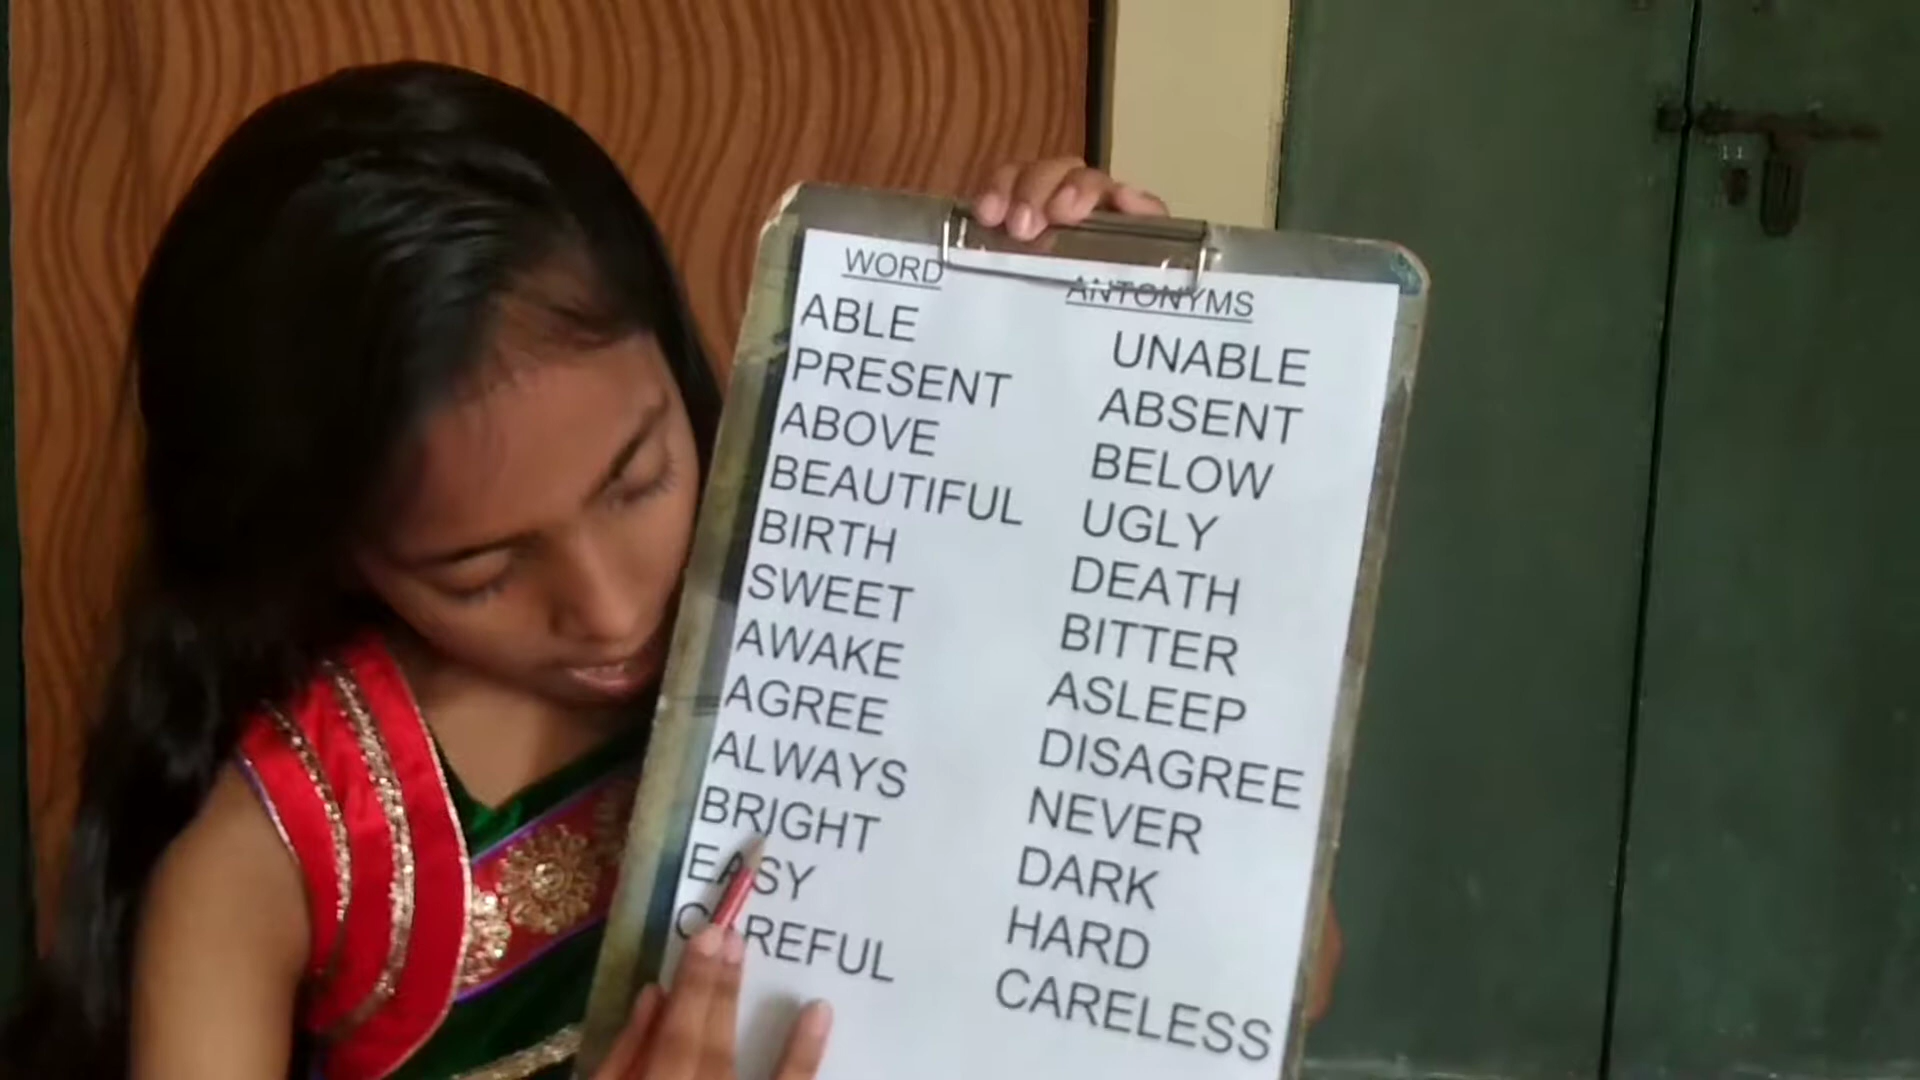 WORD ANTONYMS
ABLE UNABLE
PRESENT ABSENT
ABOVE BELOW
BEAUTIFUL UGLY
BIRTH DEATH
SWEET BITTER
AWAKE ASLEEP
AGREE DISAGREE
ALWAYS NEVER
BRIGHT DARK
EASY HARD
CAREFUL CARELESS